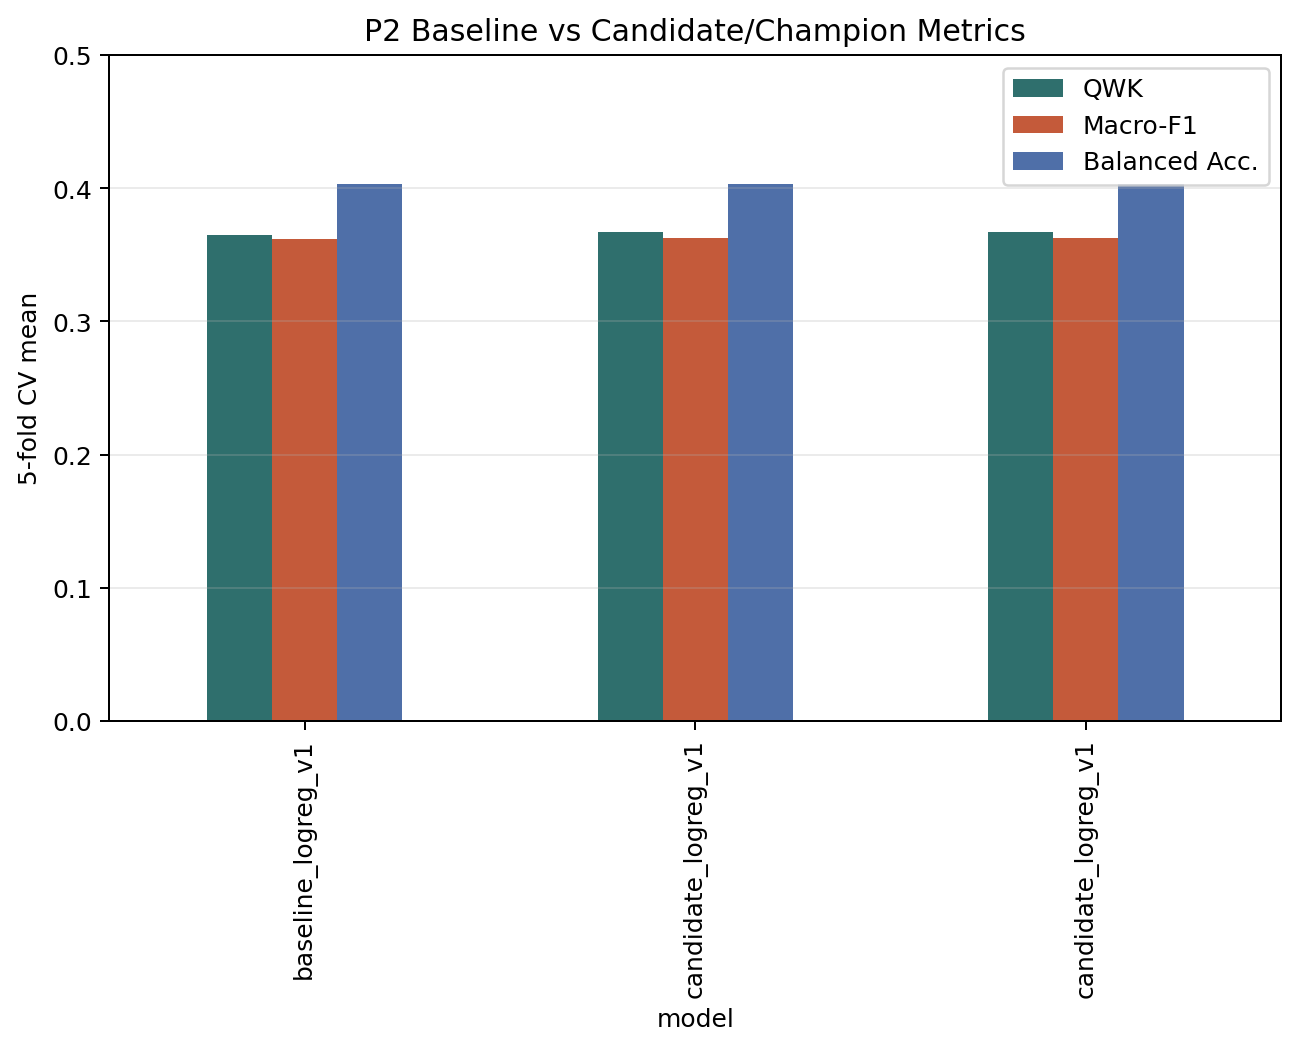 P2 Baseline vs Candidate/Champion Metrics
QWK
Macro-F1
Balanced Acc.
5-fold CV mean
0.5
0.4
0.3
0.2
0.1
0.0
baseline_logreg_v1
candidate_logreg_v1
candidate_logreg_v1
model